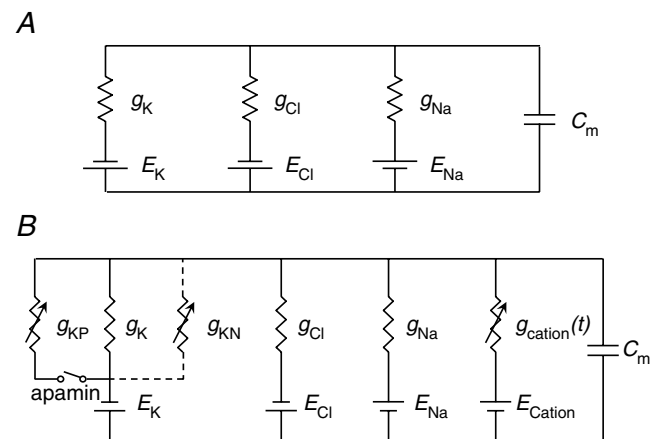 A
gK gCl gNa Cm
EK ECl ENa
B
gKP gK gKN gCl gNa gcation(t) Cm
apamin
EK ECl ENa ECation